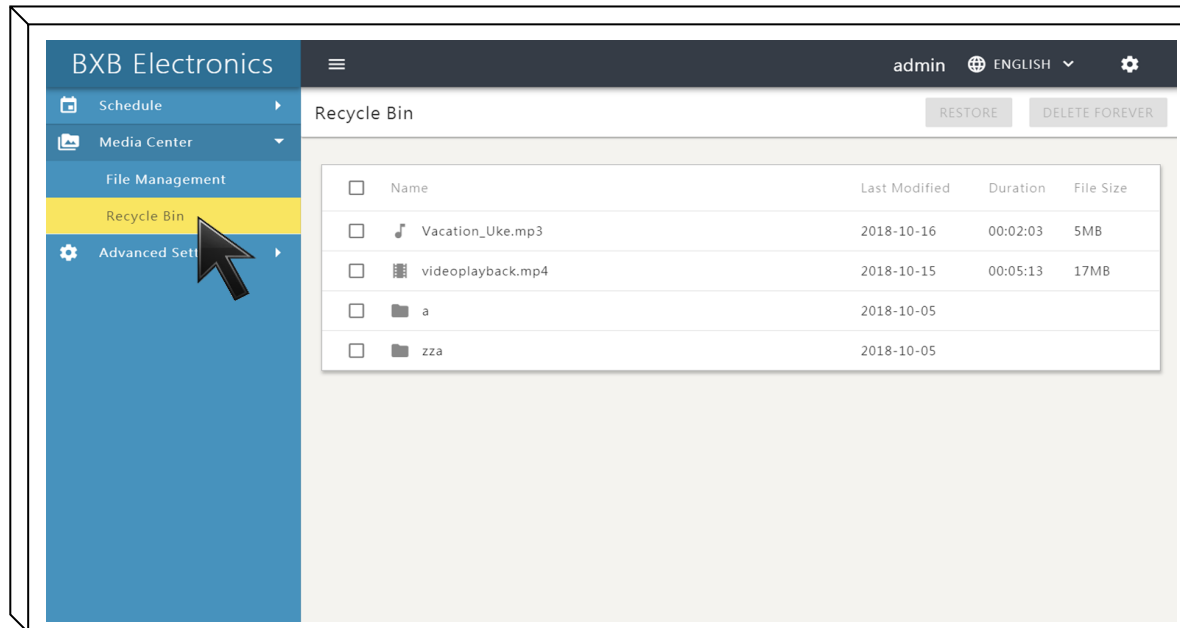 BXB Electronics
admin ENGLISH
Schedule
Media Center
File Management
Recycle Bin
Advanced
Recycle Bin RESTORE DELETE FOREVER
Name Last Modified Duration File Size
Vacation_Uke.mp3 2018-10-16 00:02:03 5MB
videoplayback.mp4 2018-10-15 00:05:13 17MB
a 2018-10-05
zza 2018-10-05